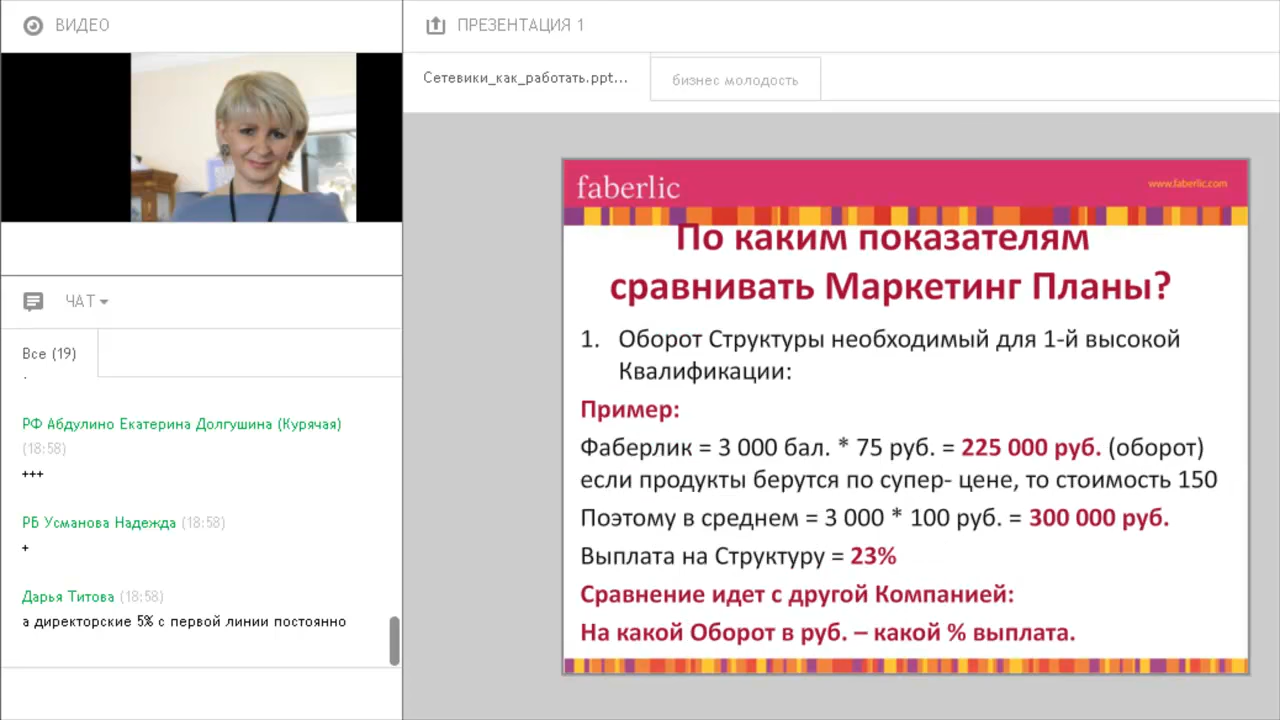 ВИДЕО
ПРЕЗЕНТАЦИЯ 1
Сетевики_как_работать.ppt...
бизнес молодость
ЧАТ
Все (19)
РФ Абдулино Екатерина Долгушина (Курячая)
(18:58)
+++
РБ Усманова Надежда (18:58)
+
Дарья Титова (18:58)
а директорские 5% с первой линии постоянно
faberlic
www.faberlic.com
По каким показателям
сравнивать Маркетинг Планы?
1. Оборот Структуры необходимый для 1-й высокой
Квалификации:
Пример:
Фаберлик = 3 000 бал. * 75 руб. = 225 000 руб. (оборот)
если продукты берутся по супер- цене, то стоимость 150
Поэтому в среднем = 3 000 * 100 руб. = 300 000 руб.
Выплата на Структуру = 23%
Сравнение идет с другой Компанией:
На какой Оборот в руб. – какой % выплата.